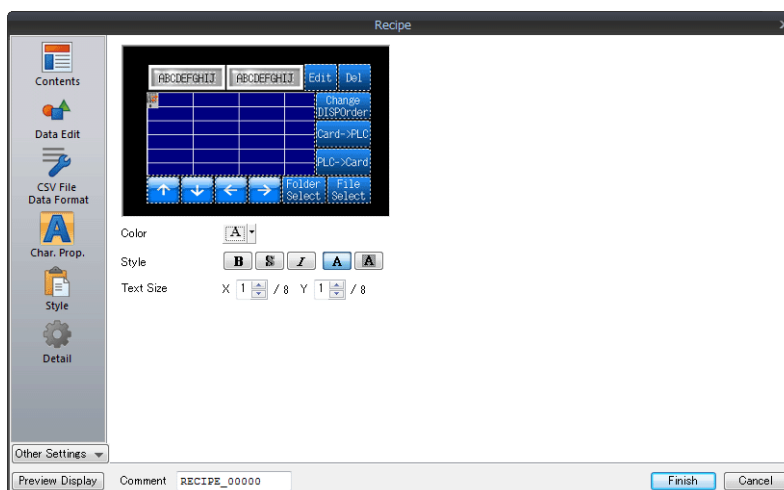 Recipe
Contents
Data Edit
CSV File
Data Format
Char. Prop.
Style
Detail
Other Settings
Preview Display
ABCDEFGHIJ ABCDEFGHIJ Edit Del
Change
DISPOrder
Card->PLC
PLC->Card
Folder
Select
File
Select
Color A
Style B S I A A
Text Size X 1 / 8 Y 1 / 8
Comment RECIPE_00000
Finish Cancel